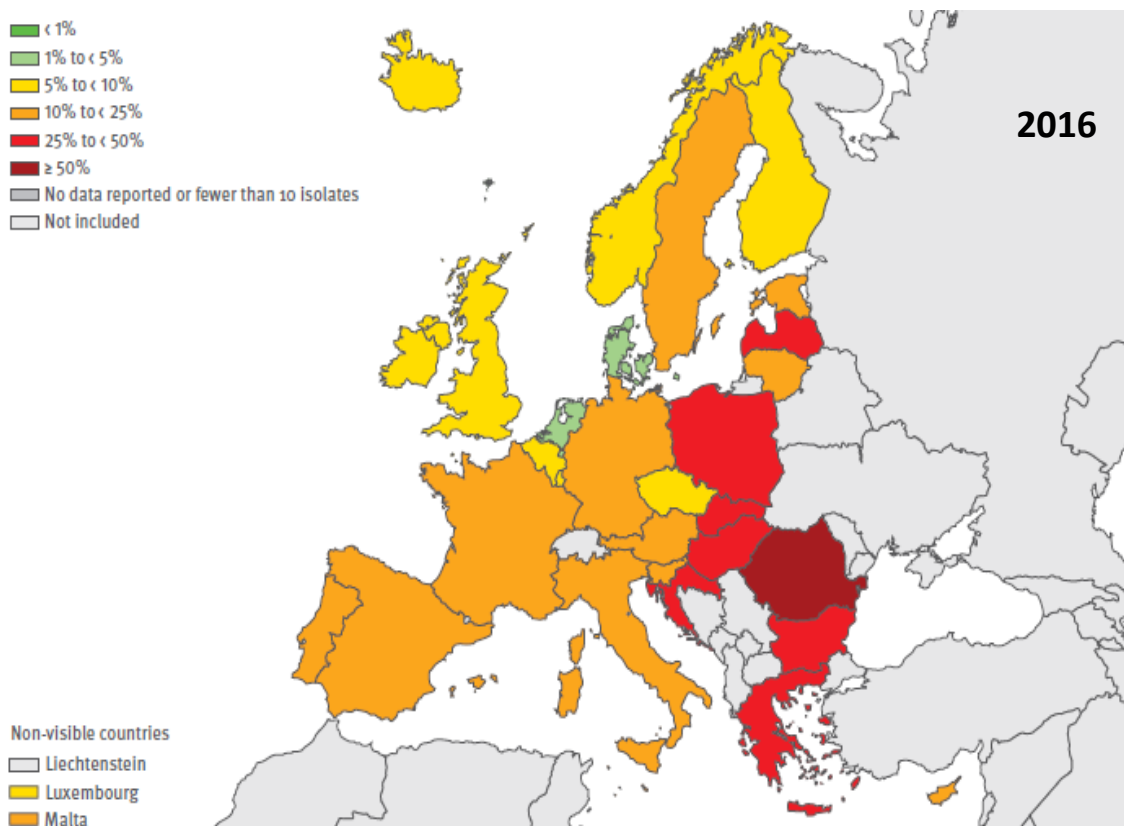 < 1%
1% to < 5%
5% to < 10%
10% to < 25%
25% to < 50%
≥ 50%
No data reported or fewer than 10 isolates
Not included
2016
Non-visible countries
Liechtenstein
Luxembourg
Malta